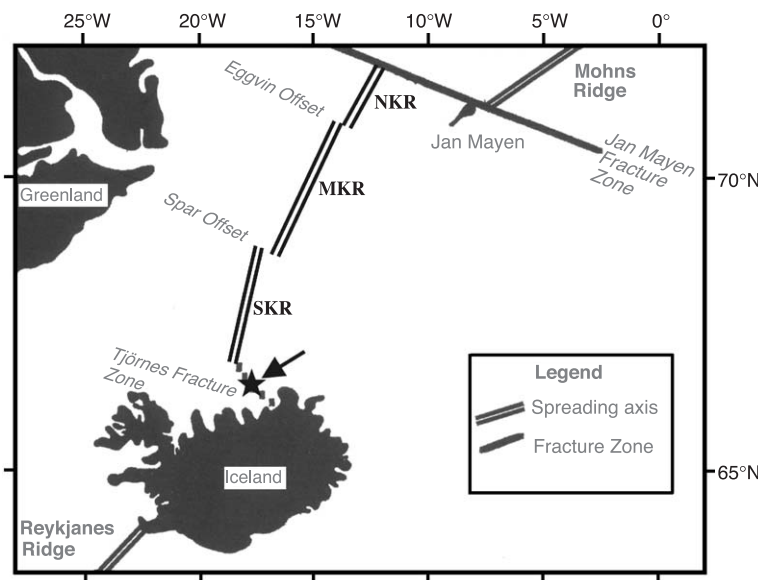 25°W 20°W 15°W 10°W 5°W 0°
Eggvin Offset
NKR
Mohns
Ridge
Jan Mayen
Jan Mayen
Fracture
Zone
70°N
Greenland
MKR
Spar Offset
SKR
Tjörnes Fracture
Zone
Legend
Spreading axis
Fracture Zone
Iceland
65°N
Reykjanes
Ridge